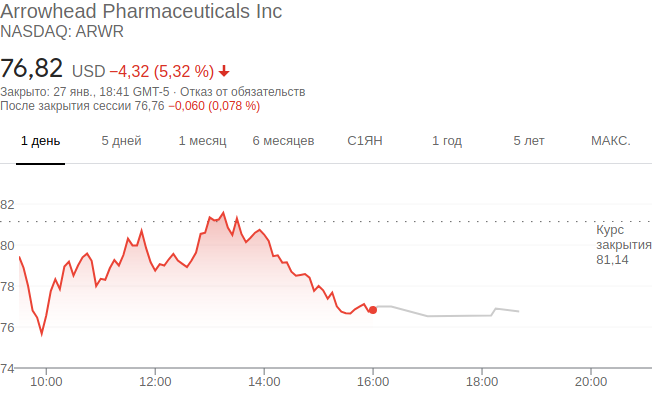 Arrowhead Pharmaceuticals Inc
NASDAQ: ARWR
76,82 USD −4,32 (5,32 %)
Закрыто: 27 янв., 18:41 GMT-5 · Отказ от обязательств
После закрытия сессии 76,76 −0,060 (0,078 %)
1 день 5 дней 1 месяц 6 месяцев С1ЯН 1 год 5 лет МАКС.
82
Курс
80 закрытия
81,14
78
76
74
10:00 12:00 14:00 16:00 18:00 20:00